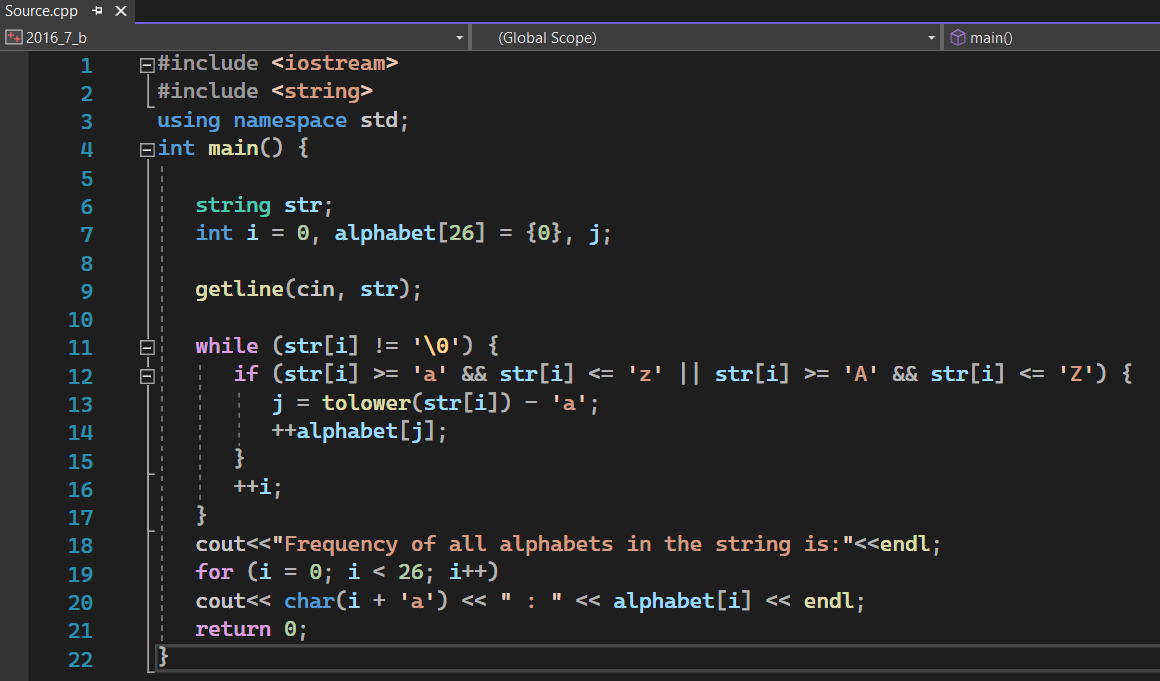 Source.cpp
2016_7_b (Global Scope) main()
1 #include <iostream>
2 #include <string>
3 using namespace std;
4 int main() {
5
6 string str;
7 int i = 0, alphabet[26] = {0}, j;
8
9 getline(cin, str);
10
11 while (str[i] != '\0') {
12 if (str[i] >= 'a' && str[i] <= 'z' || str[i] >= 'A' && str[i] <= 'Z') {
13 j = tolower(str[i]) - 'a';
14 ++alphabet[j];
15 }
16 ++i;
17 }
18 cout<<"Frequency of all alphabets in the string is:"<<endl;
19 for (i = 0; i < 26; i++)
20 cout<< char(i + 'a') << " : " << alphabet[i] << endl;
21 return 0;
22 }